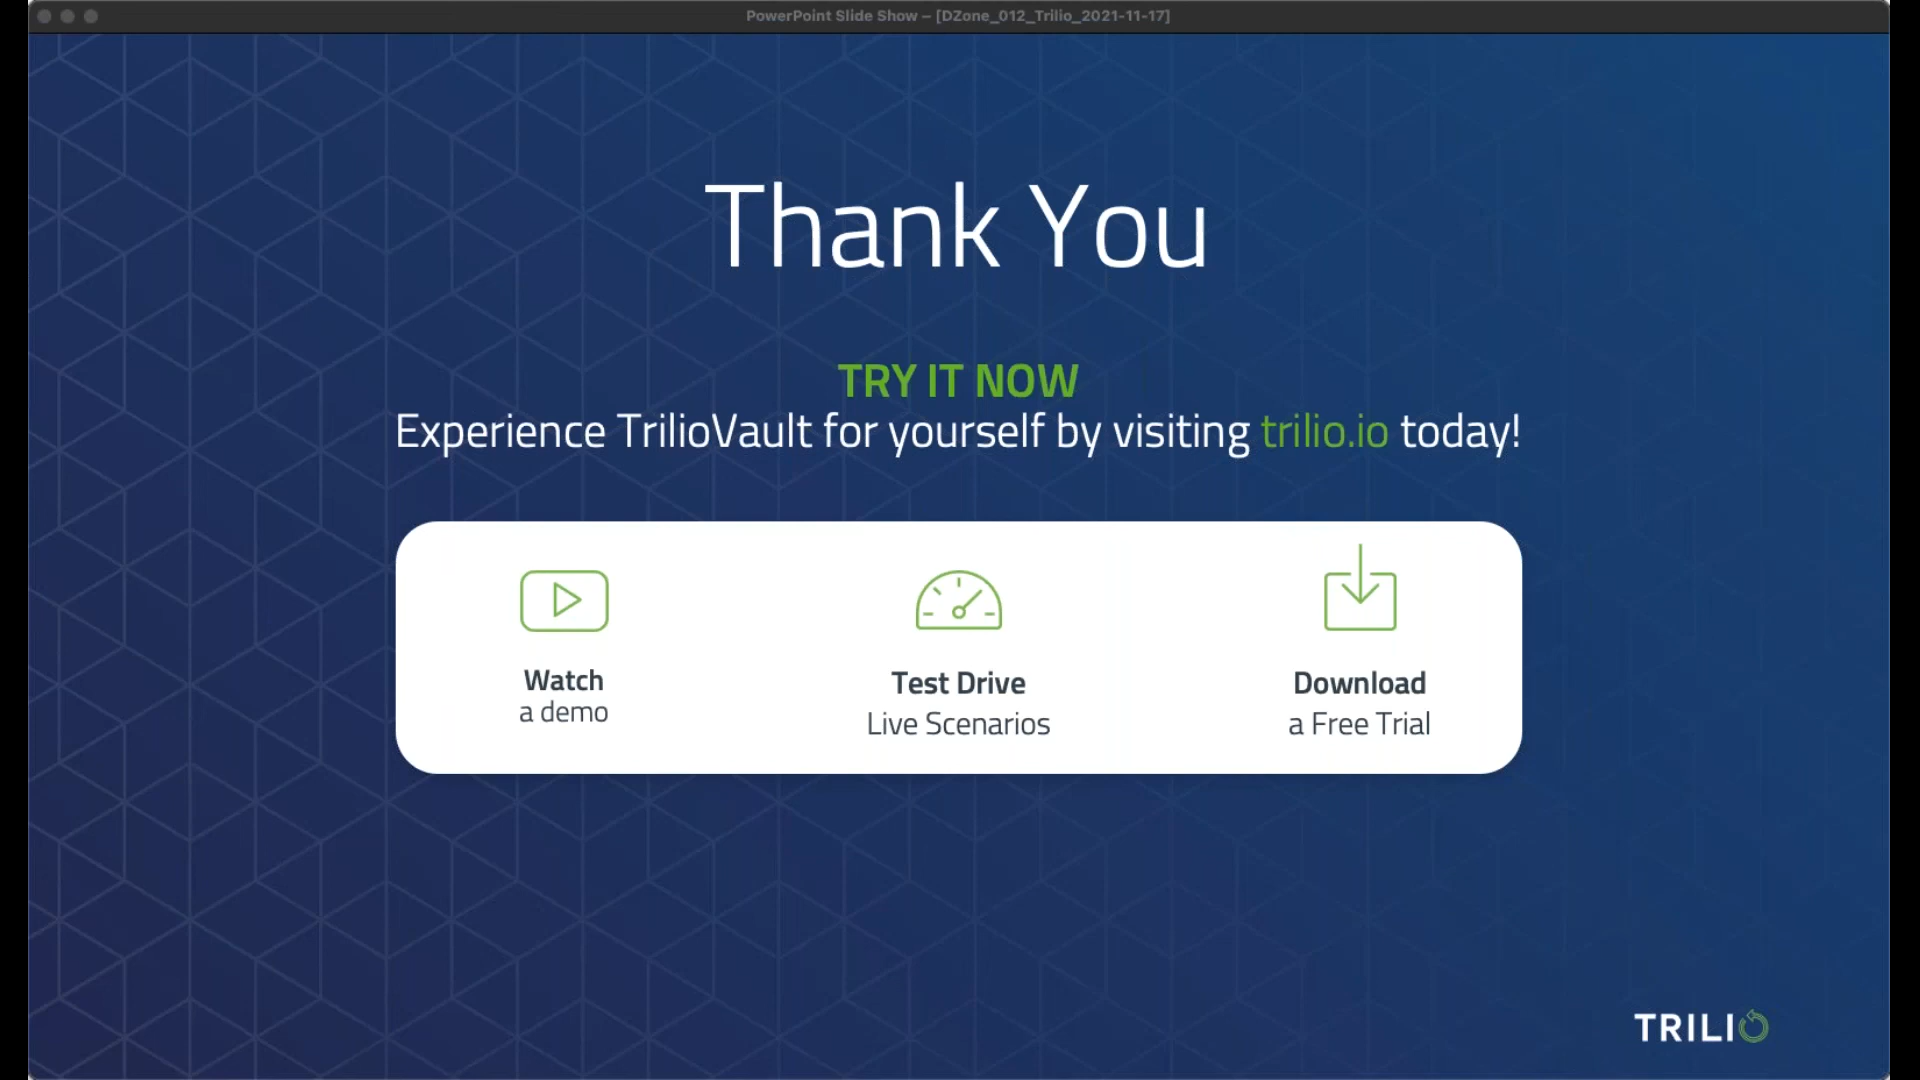 PowerPoint Slide Show – [DZone_012_Trilio_2021-11-17]
Thank You
TRY IT NOW
Experience TrilioVault for yourself by visiting trilio.io today!
Watch
a demo
Test Drive
Live Scenarios
Download
a Free Trial
TRILIO